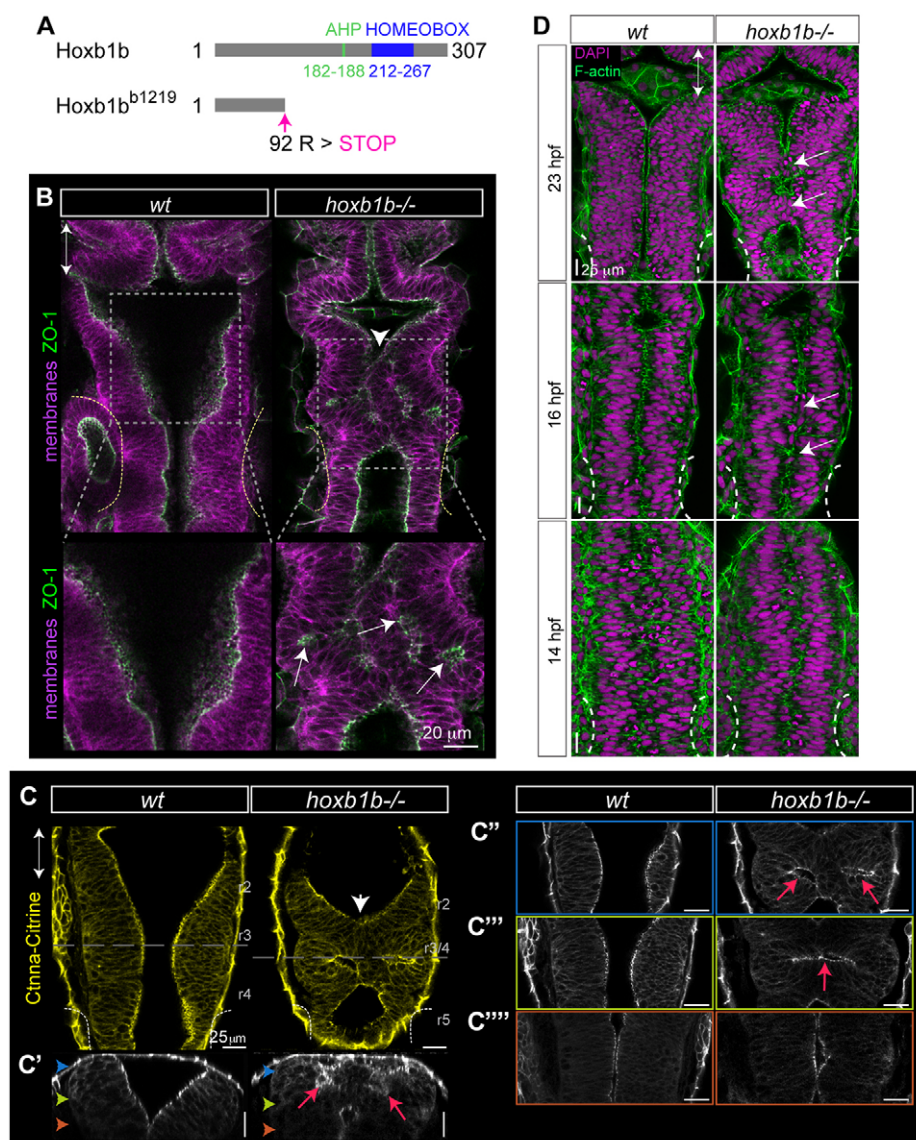 A
AHP HOMEOBOX
Hoxb1b 1 307
182-188 212-267
Hoxb1b^b1219 1
92 R > STOP
B
wt hoxb1b-/-
membranes ZO-1
membranes ZO-1
20 μm
C
wt hoxb1b-/-
Ctnna-Citrine
r2
r3
r4
25 μm
r2
r3/4
r5
C'
wt hoxb1b-/-
C''
C'''
C''''
D
wt hoxb1b-/-
DAPI
F-actin
23 hpf
25 μm
16 hpf
14 hpf